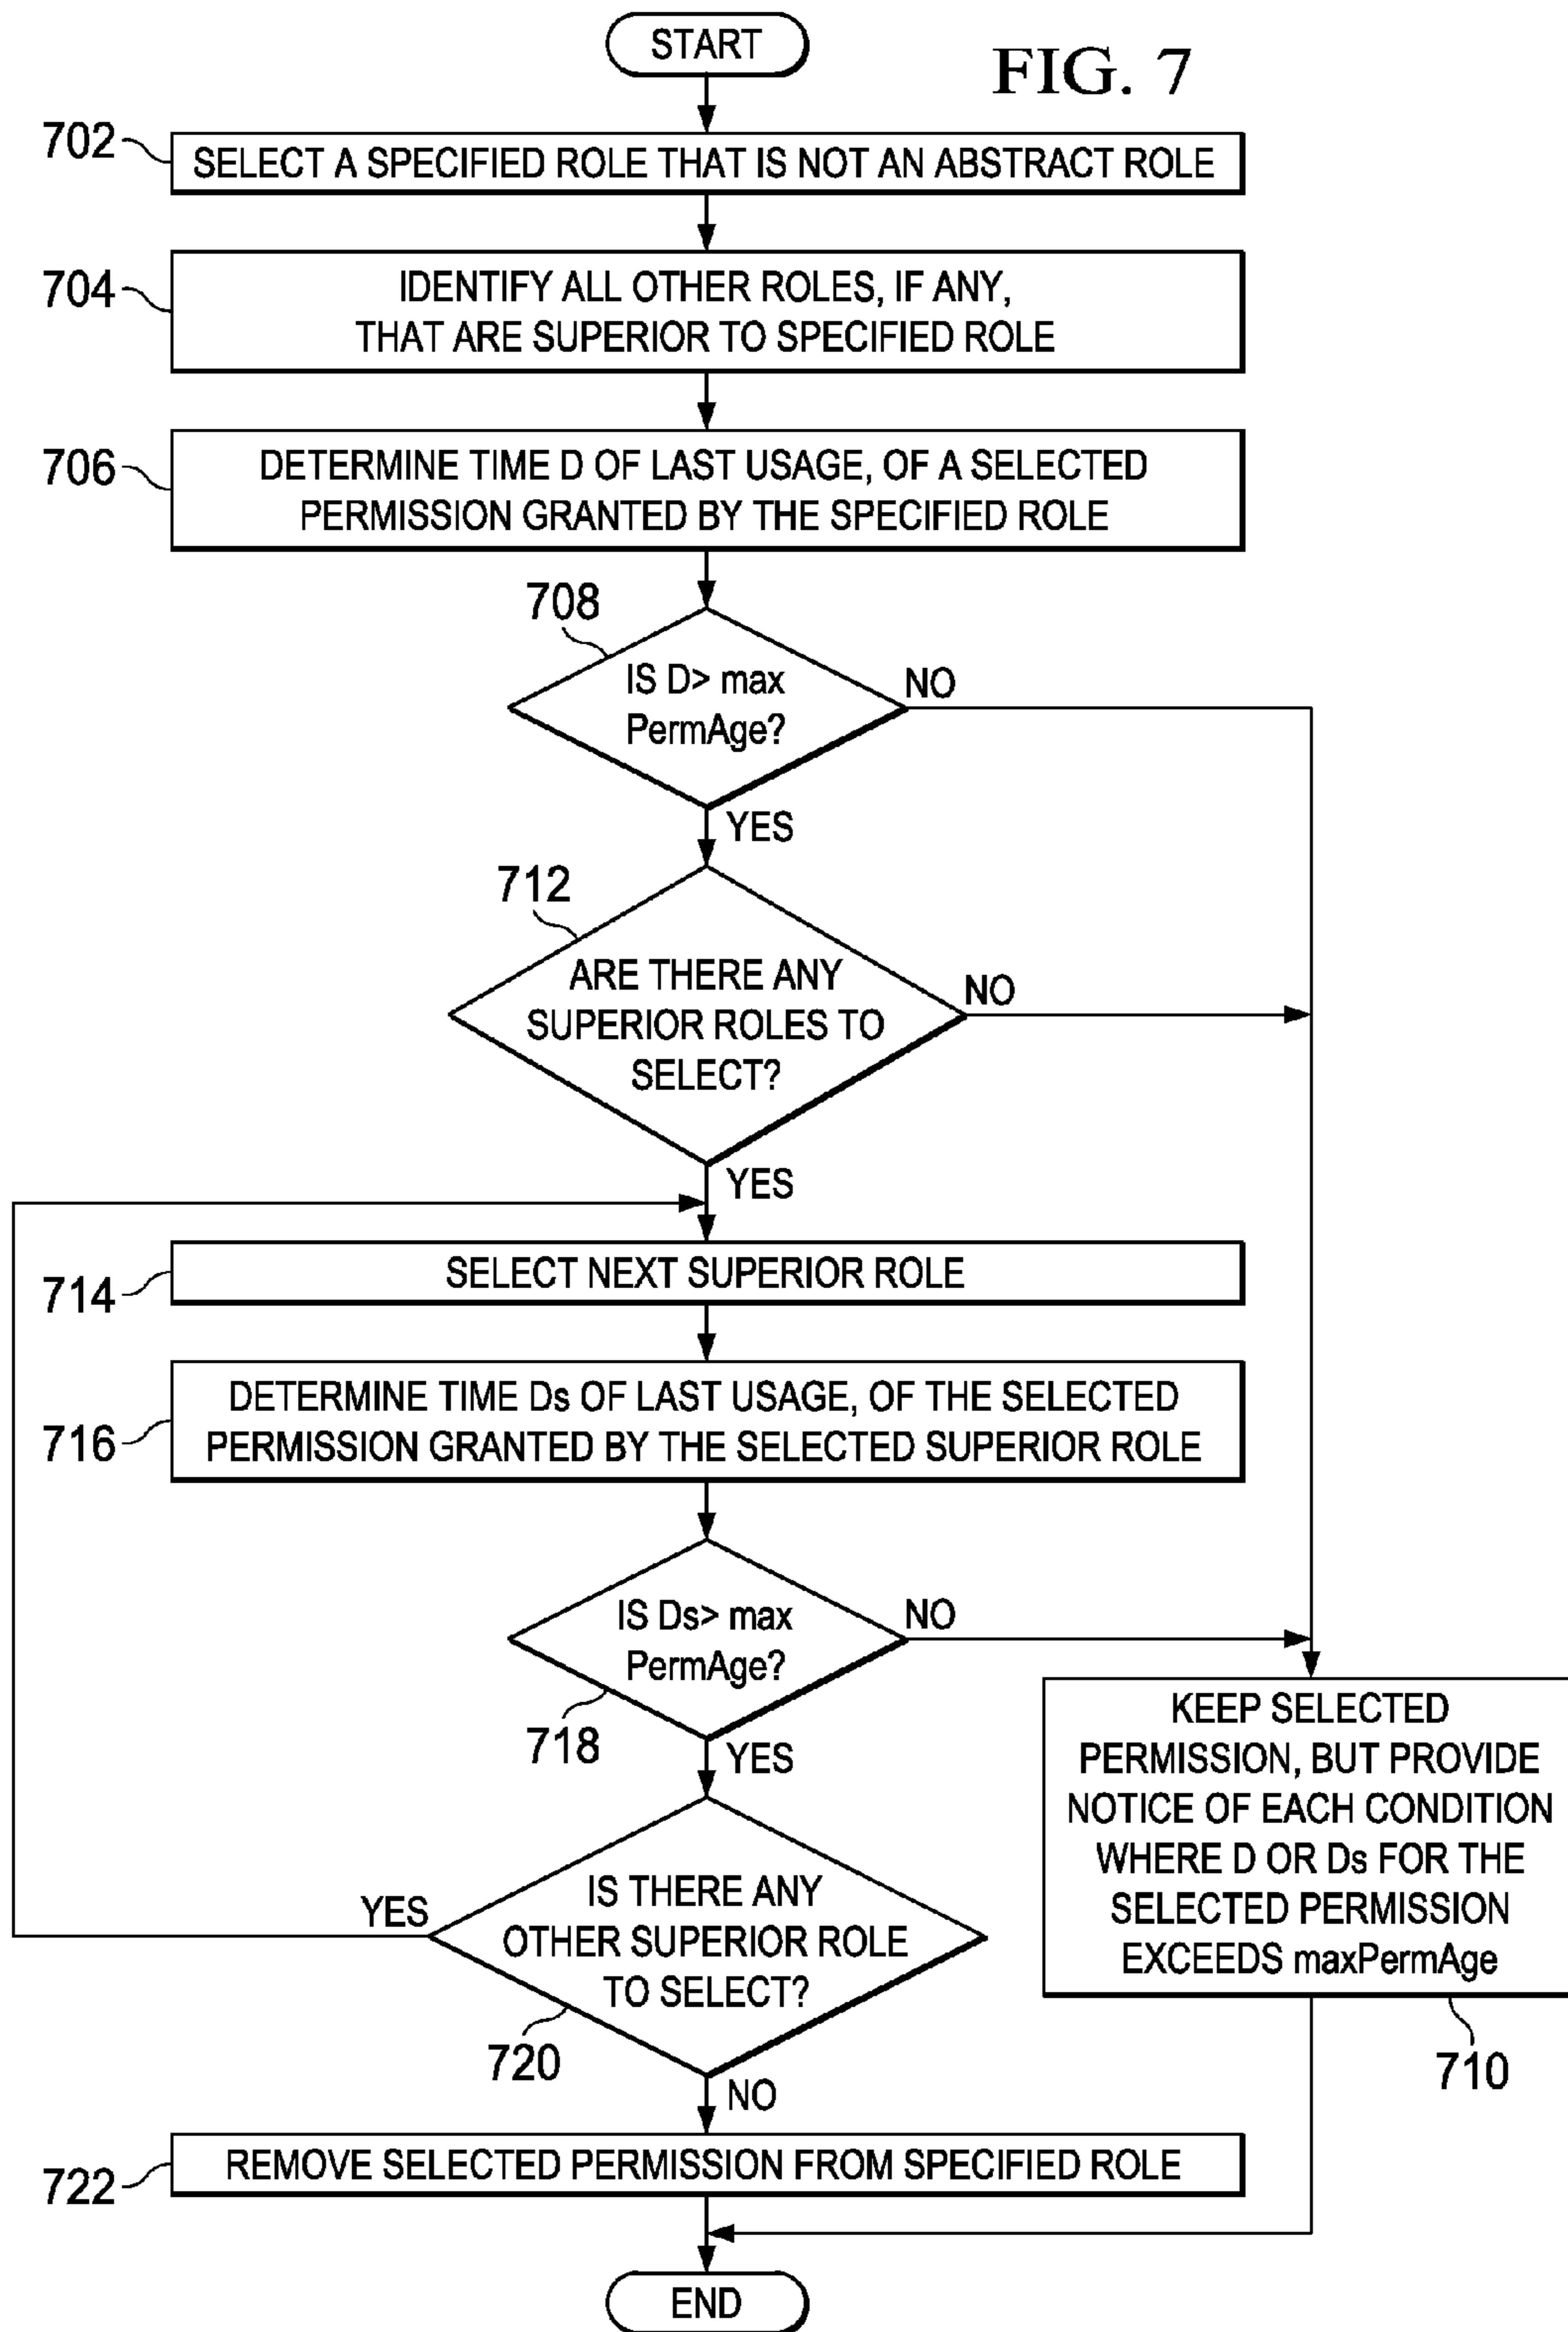 START
FIG. 7
702
SELECT A SPECIFIED ROLE THAT IS NOT AN ABSTRACT ROLE
704
IDENTIFY ALL OTHER ROLES, IF ANY,
THAT ARE SUPERIOR TO SPECIFIED ROLE
706
DETERMINE TIME D OF LAST USAGE, OF A SELECTED
PERMISSION GRANTED BY THE SPECIFIED ROLE
708
IS D> max
PermAge?
NO
YES
712
ARE THERE ANY
SUPERIOR ROLES TO
SELECT?
NO
YES
714
SELECT NEXT SUPERIOR ROLE
716
DETERMINE TIME Ds OF LAST USAGE, OF THE SELECTED
PERMISSION GRANTED BY THE SELECTED SUPERIOR ROLE
IS Ds> max
PermAge?
NO
718
YES
KEEP SELECTED
PERMISSION, BUT PROVIDE
NOTICE OF EACH CONDITION
WHERE D OR Ds FOR THE
SELECTED PERMISSION
EXCEEDS maxPermAge
710
IS THERE ANY
OTHER SUPERIOR ROLE
TO SELECT?
YES
720
NO
722
REMOVE SELECTED PERMISSION FROM SPECIFIED ROLE
END